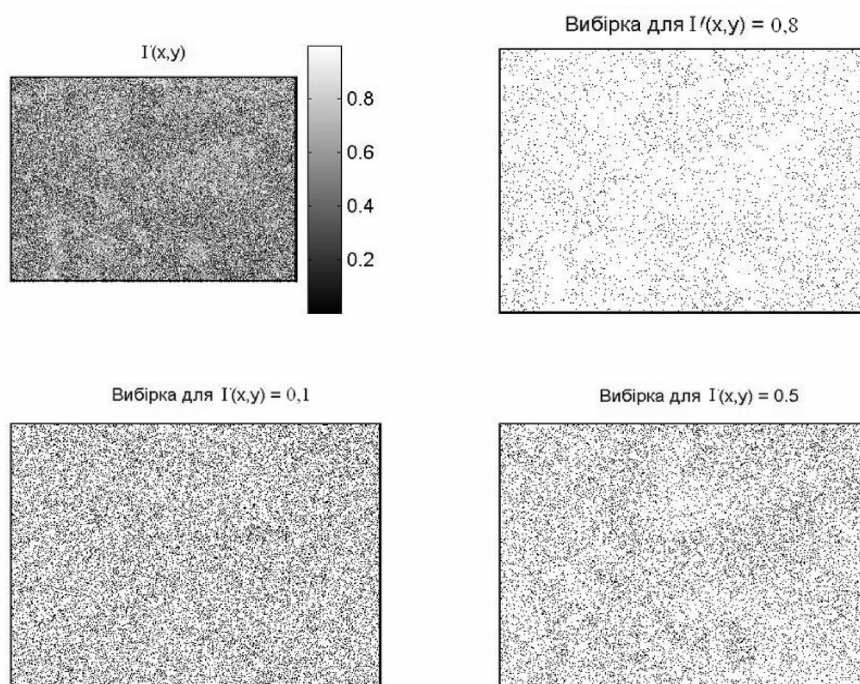 I'(x,y)
0.8
0.6
0.4
0.2
Вибірка для I′(x,y) = 0,8
Вибірка для I'(x,y) = 0,1
Вибірка для I'(x,y) = 0.5